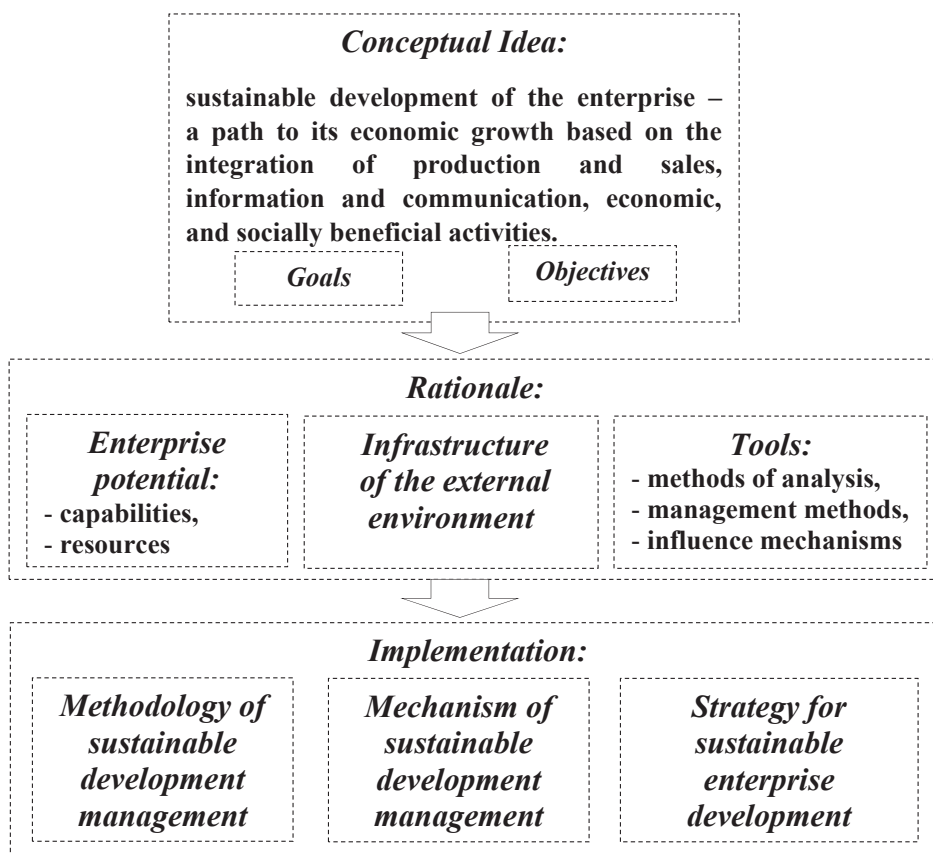 Conceptual Idea:
sustainable development of the enterprise –
a path to its economic growth based on the
integration of production and sales,
information and communication, economic,
and socially beneficial activities.
Goals
Objectives
Rationale:
Enterprise
potential:
- capabilities,
- resources
Infrastructure
of the external
environment
Tools:
- methods of analysis,
- management methods,
- influence mechanisms
Implementation:
Methodology of
sustainable
development
management
Mechanism of
sustainable
development
management
Strategy for
sustainable
enterprise
development